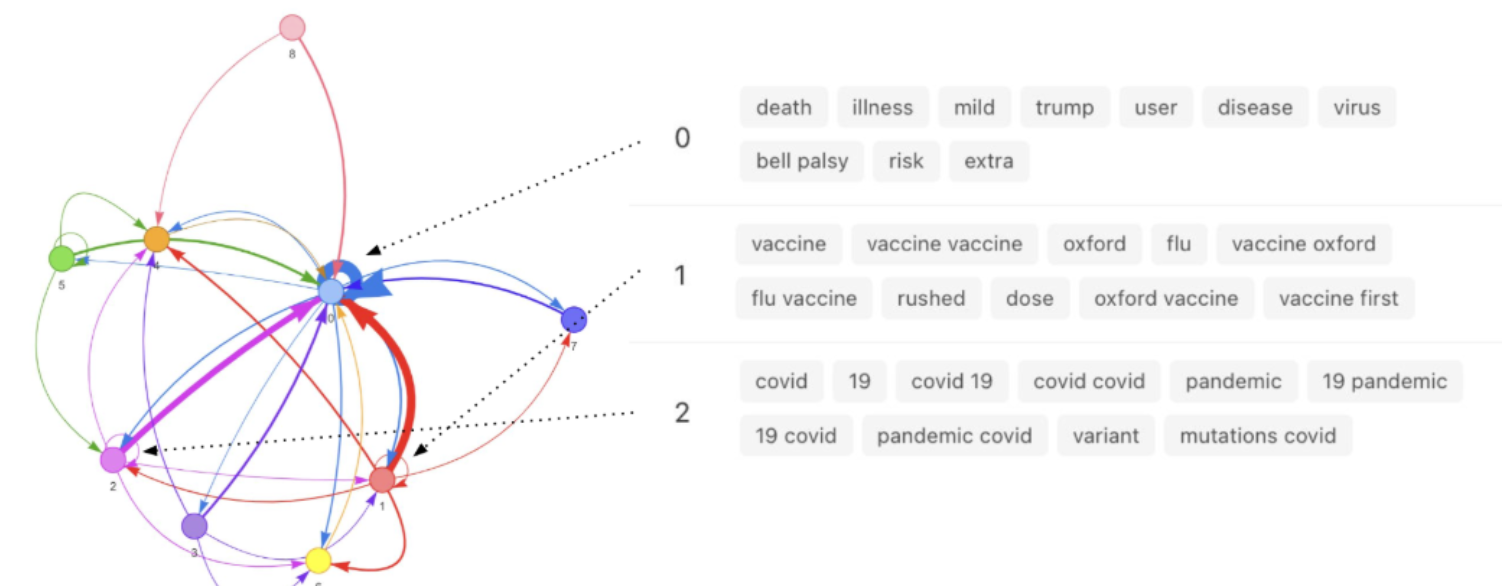 8
death illness mild trump user disease virus
0
bell palsy risk extra
4
5
vaccine vaccine vaccine oxford flu vaccine oxford
1
flu vaccine rushed dose oxford vaccine vaccine first
0
7
covid 19 covid 19 covid covid pandemic 19 pandemic
2
19 covid pandemic covid variant mutations covid
2
1
3